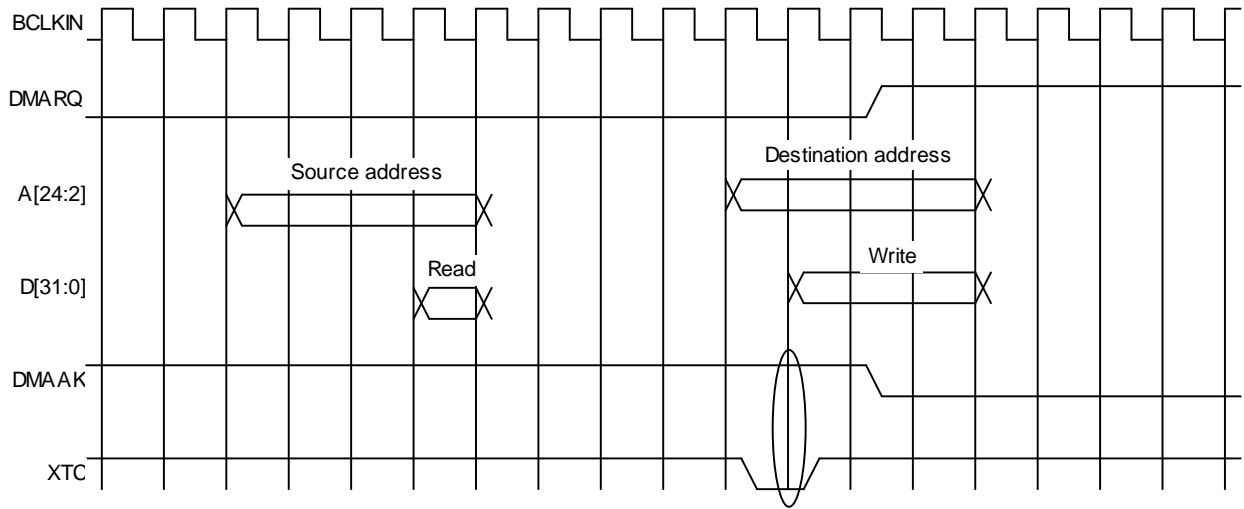 BCLKIN
DMARQ
Destination address
Source address
A[24:2]
Write
Read
D[31:0]
DMAAK
XTC